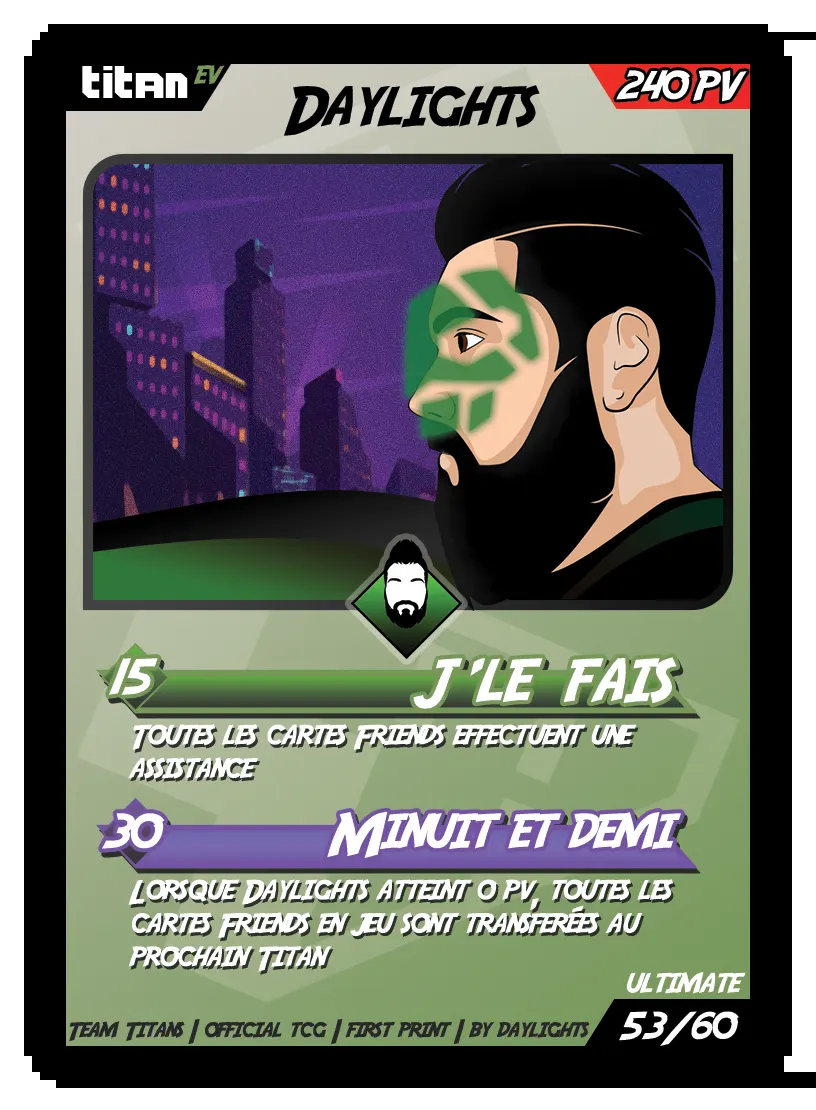 titan EV
Daylights
240 PV
15
J'le fais
Toutes les cartes Friends effectuent une
assistance
30
Minuit et demi
Lorsque Daylights atteint 0 pv, toutes les
cartes Friends en jeu sont transferées au
prochain Titan
ultimate
Team Titans | official tcg | first print | by daylights
53/60